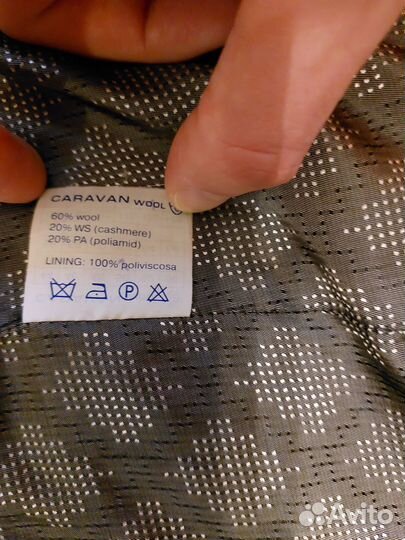 CARAVAN WOOL
60% wool
20% WS (cashmere)
20% PA (poliamid)
LINING: 100% poliviscosa
P
Avito